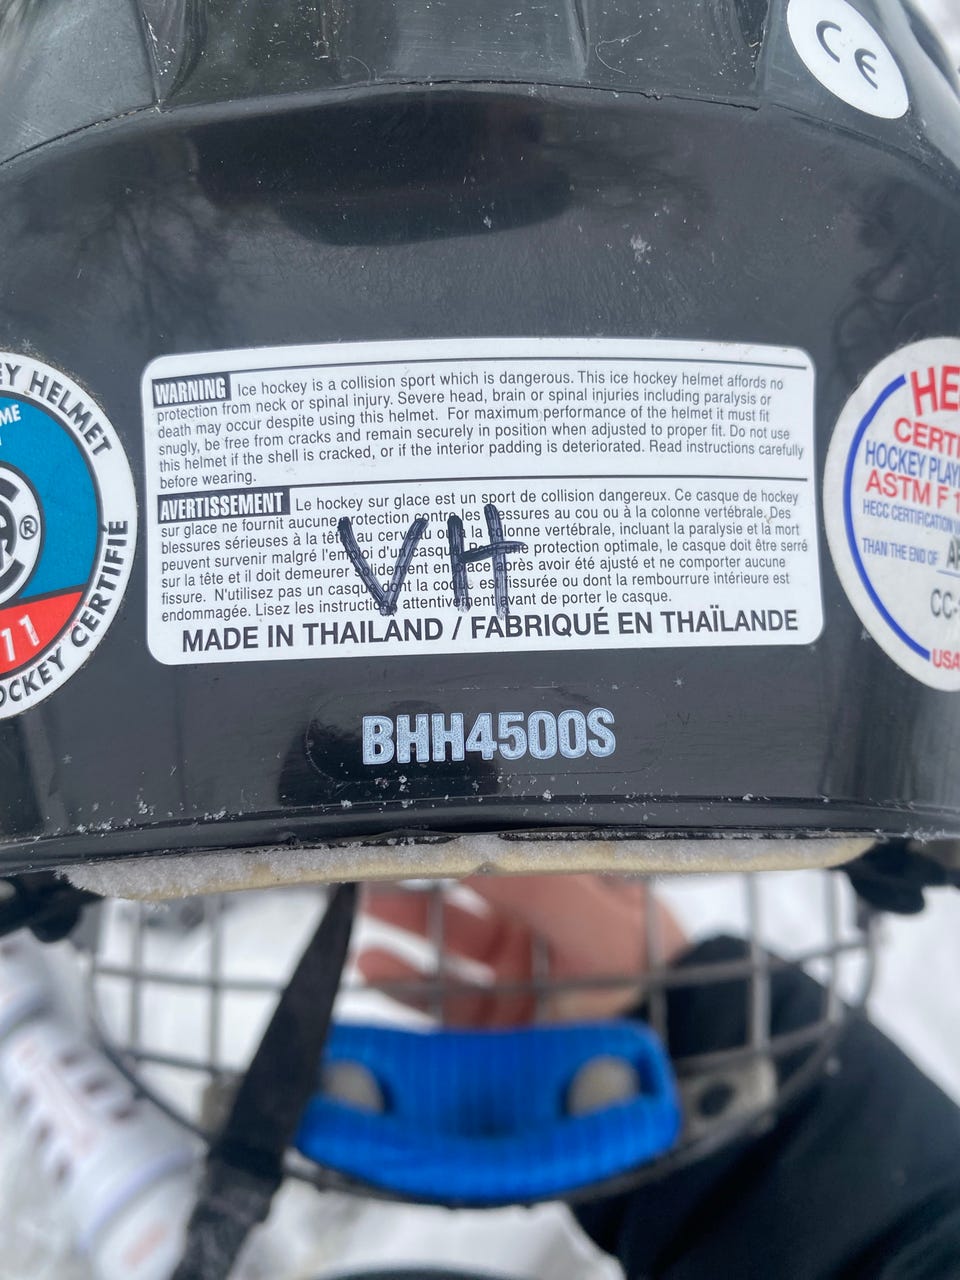 CE
WARNING Ice hockey is a collision sport which is dangerous. This ice hockey helmet affords no
protection from neck or spinal injury. Severe head, brain or spinal injuries including paralysis or
death may occur despite using this helmet. For maximum performance of the helmet it must fit
snugly, be free from cracks and remain securely in position when adjusted to proper fit. Do not use
this helmet if the shell is cracked, or if the interior padding is deteriorated. Read instructions carefully
before wearing.
AVERTISSEMENT Le hockey sur glace est un sport de collision dangereux. Ce casque de hockey
sur glace ne fournit aucune protection contre les blessures au cou ou à la colonne vertébrale. Des
blessures sérieuses à la tête, au cerveau ou à la colonne vertébrale, incluant la paralysie et la mort
peuvent survenir malgré l'emploi d'un casque. Pour une protection optimale, le casque doit être serré
sur la tête et il doit demeurer solidement en place après avoir été ajusté et ne comporter aucune
fissure. N'utilisez pas un casque dont la coque est fissurée ou dont la rembourrure intérieure est
endommagée. Lisez les instructions attentivement avant de porter le casque.
VH
MADE IN THAILAND / FABRIQUÉ EN THAÏLANDE
BHH4500S
EY HELMET
ME
®
11
OCKEY CERTIFIÉ
HE
CERTI
HOCKEY PLAY
ASTM F 1
HECC CERTIFICATION
THAN THE END OF
CC-
USA